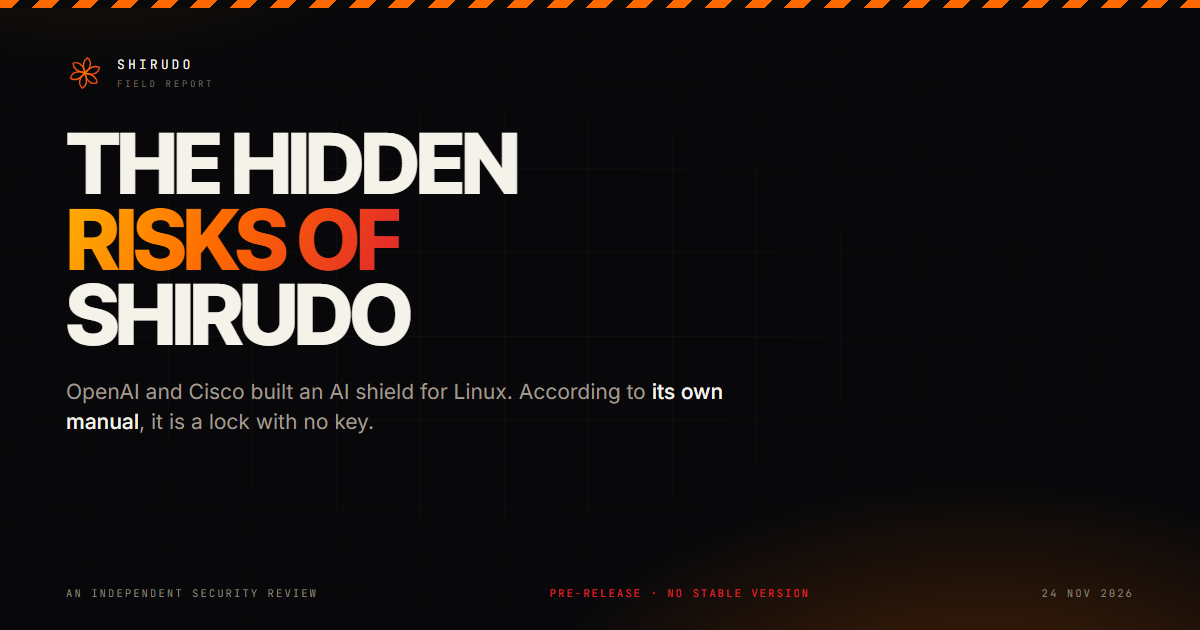 SHIRUDO
FIELD REPORT
THE HIDDEN
RISKS OF
SHIRUDO
OpenAI and Cisco built an AI shield for Linux. According to its own
manual, it is a lock with no key.
AN INDEPENDENT SECURITY REVIEW
PRE-RELEASE · NO STABLE VERSION
24 NOV 2026